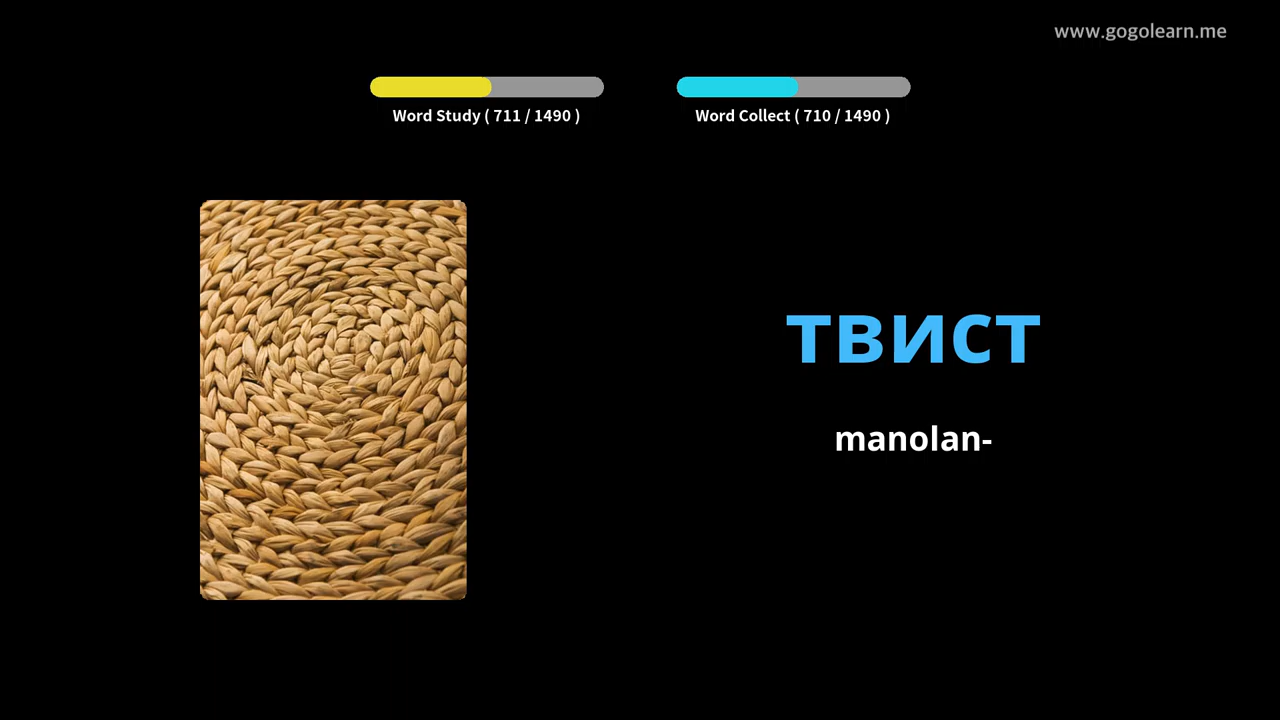 www.gogolearn.me
Word Study ( 711 / 1490 )
Word Collect ( 710 / 1490 )
твист
manolan-